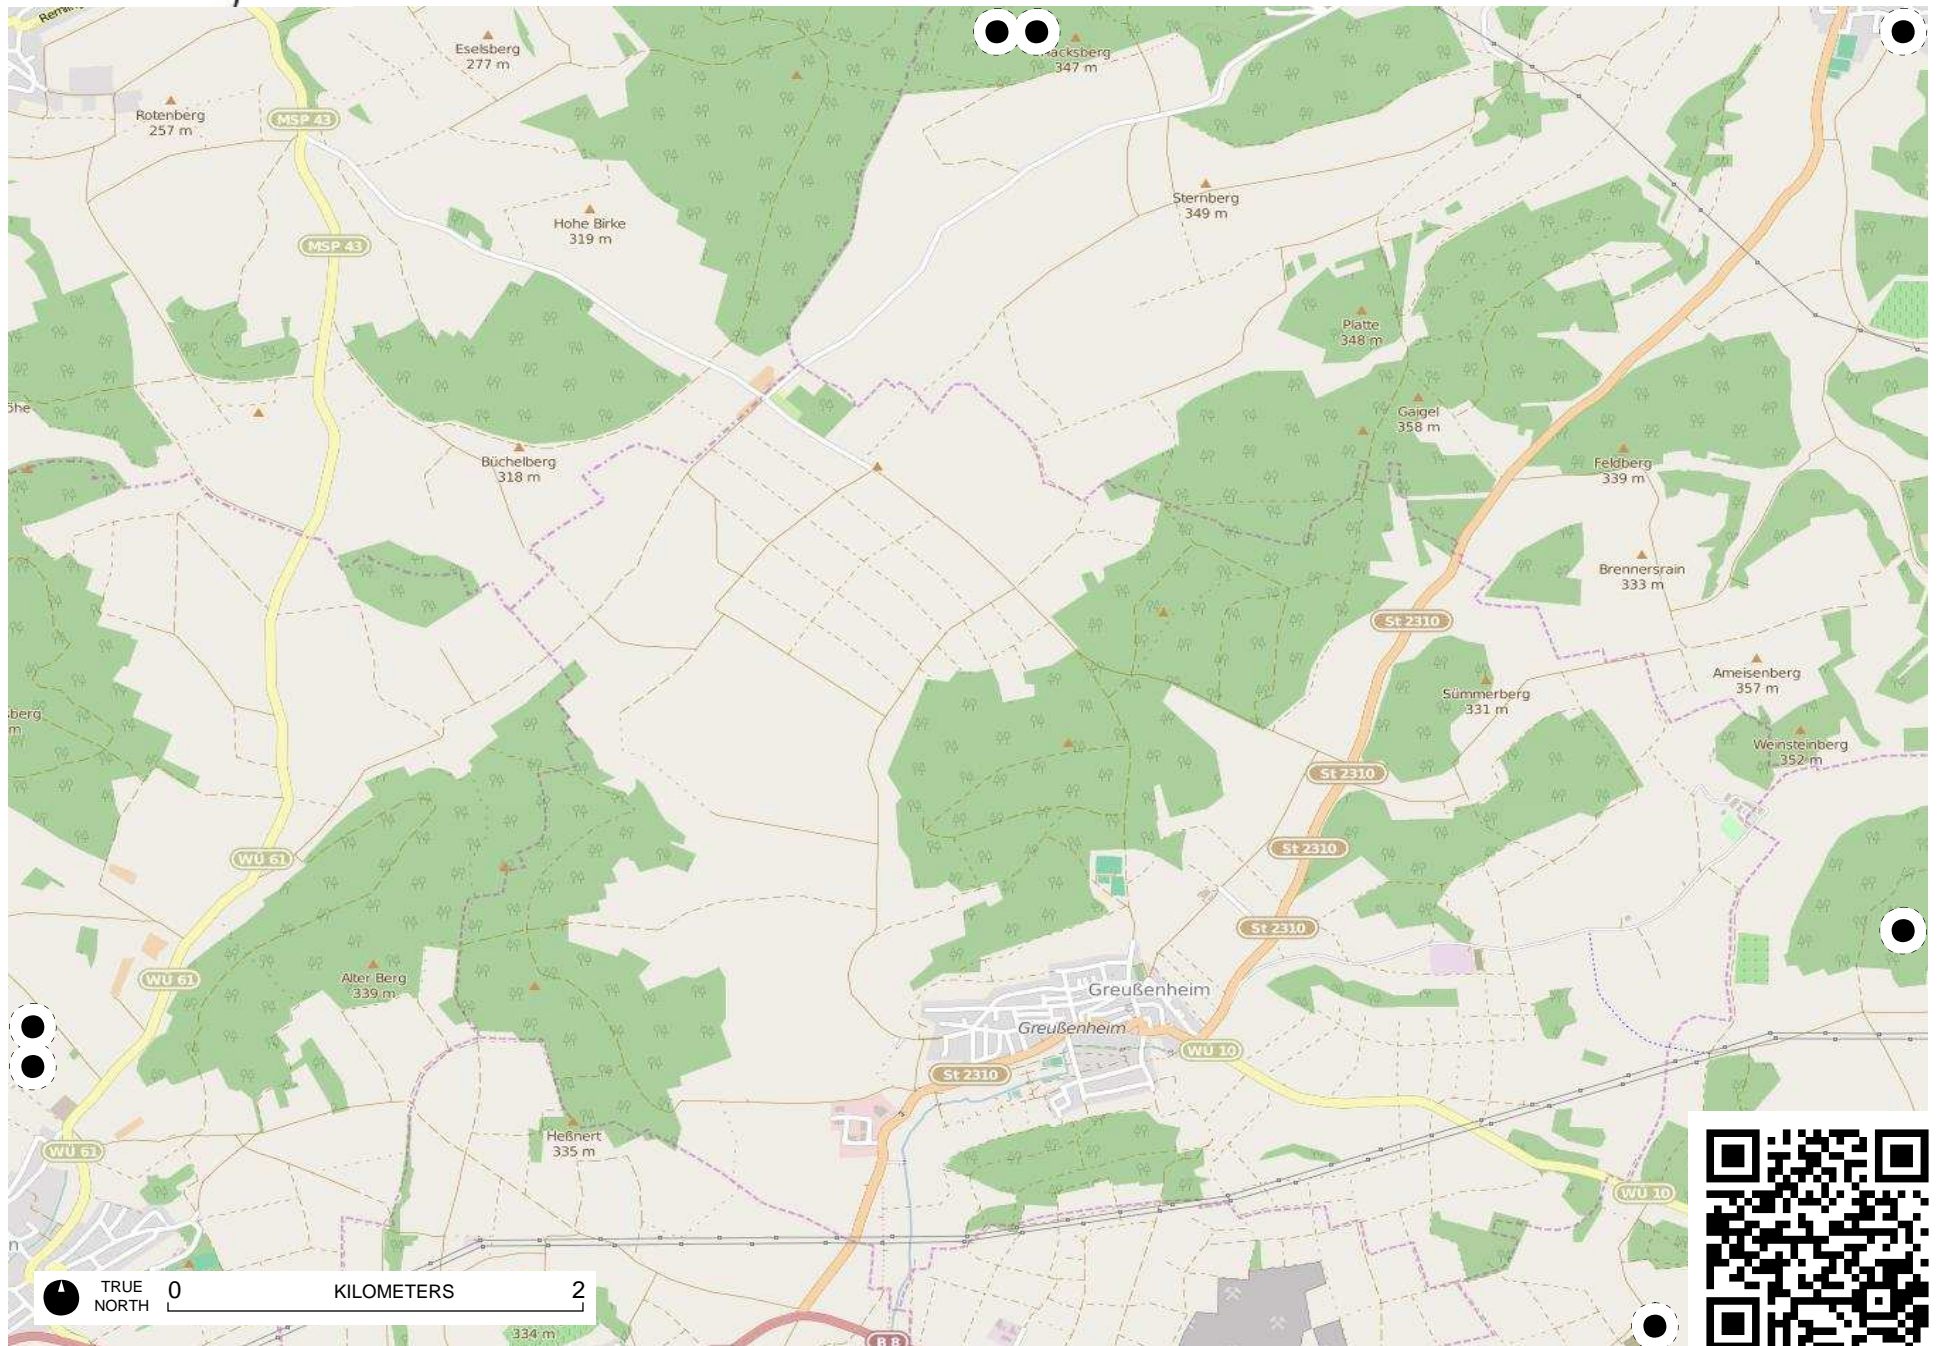 Eselsberg
277 m
347 m
Rotenberg
257 m
MSP 43
Sternberg
349 m
Hohe Birke
319 m
MSP 43
Platte
348 m
Gaigel
358 m
öhe
Büchelberg
318 m
Feldberg
339 m
Brennersrain
333 m
St 2310
Ameisenberg
357 m
Sümmerberg
331 m
sberg
m
Weinsteinberg
352 m
St 2310
St 2310
WÜ 61
St 2310
WÜ 61
Alter Berg
339 m
Greußenheim
Greußenheim
WÜ 10
St 2310
Heßnert
335 m
WÜ 61
WÜ 10
n
TRUE
NORTH
0 KILOMETERS 2
334 m
B 8